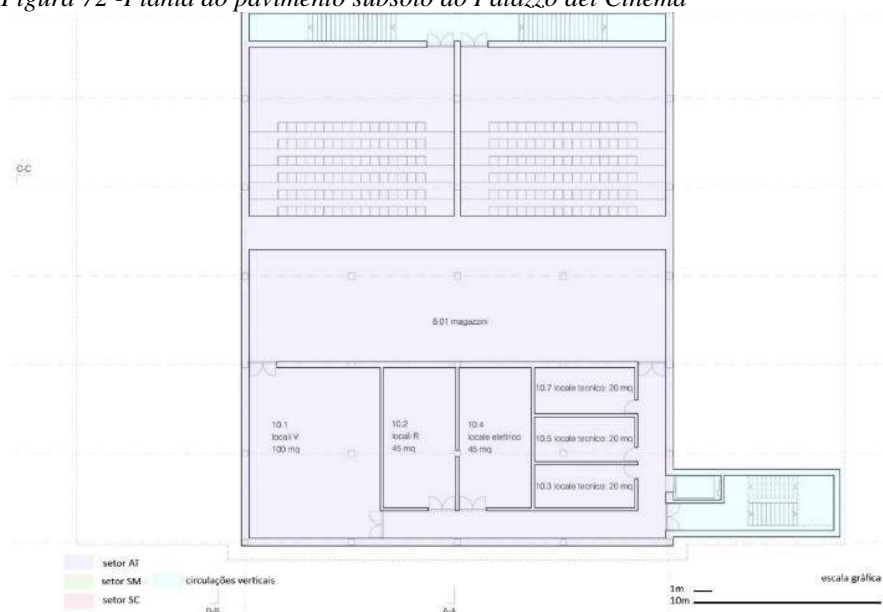 Figura 72 -Planta do pavimento subsolo do Palazzo del Cinema
C-C
8.01 magazzini
10.1
locali V
100 mq
10.2
locali R
45 mq
10.4
locale elettrico
45 mq
10.7 locale tecnico: 20 mq
10.5 locale tecnico: 20 mq
10.3 locale tecnico: 20 mq
setor AT
setor SM
circulações verticais
setor SC
B-B
A-A
escala gráfica
1m
10m